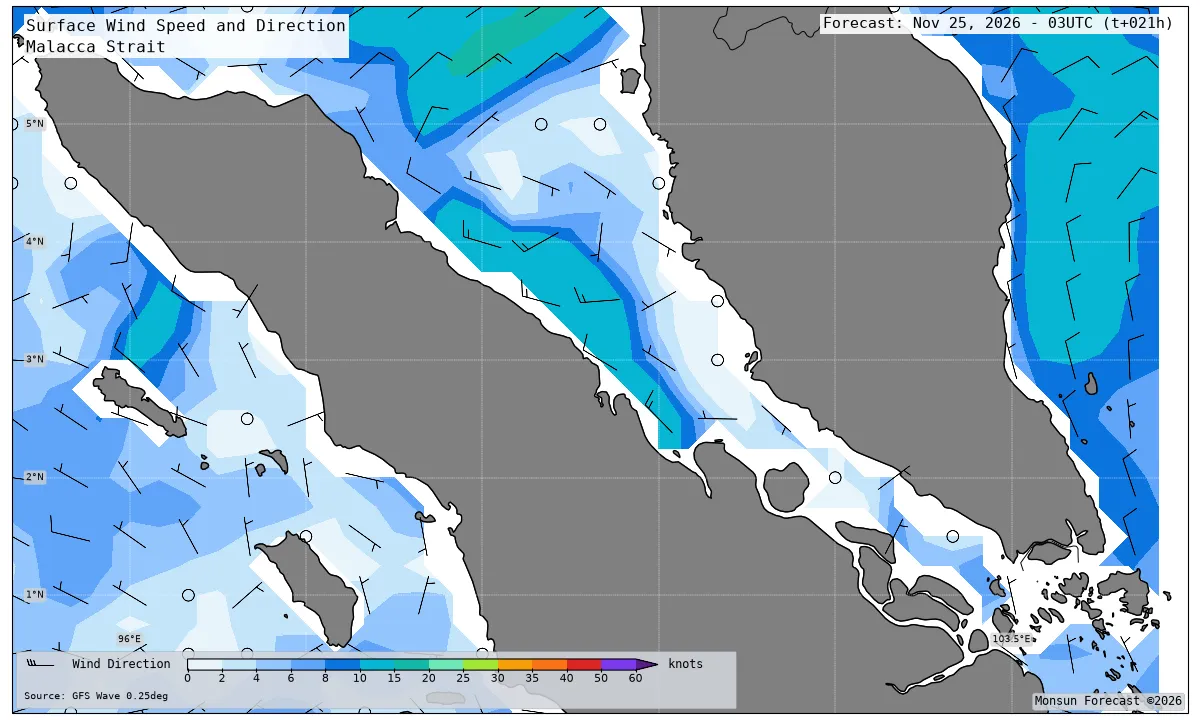 Surface Wind Speed and Direction
Malacca Strait
Forecast: Nov 25, 2026 - 03UTC (t+021h)
5°N
4°N
3°N
2°N
1°N
96°E
103.5°E
Wind Direction
0 2 4 6 8 10 15 20 25 30 35 40 50 60
knots
Source: GFS Wave 0.25deg
Monsun Forecast ©2026